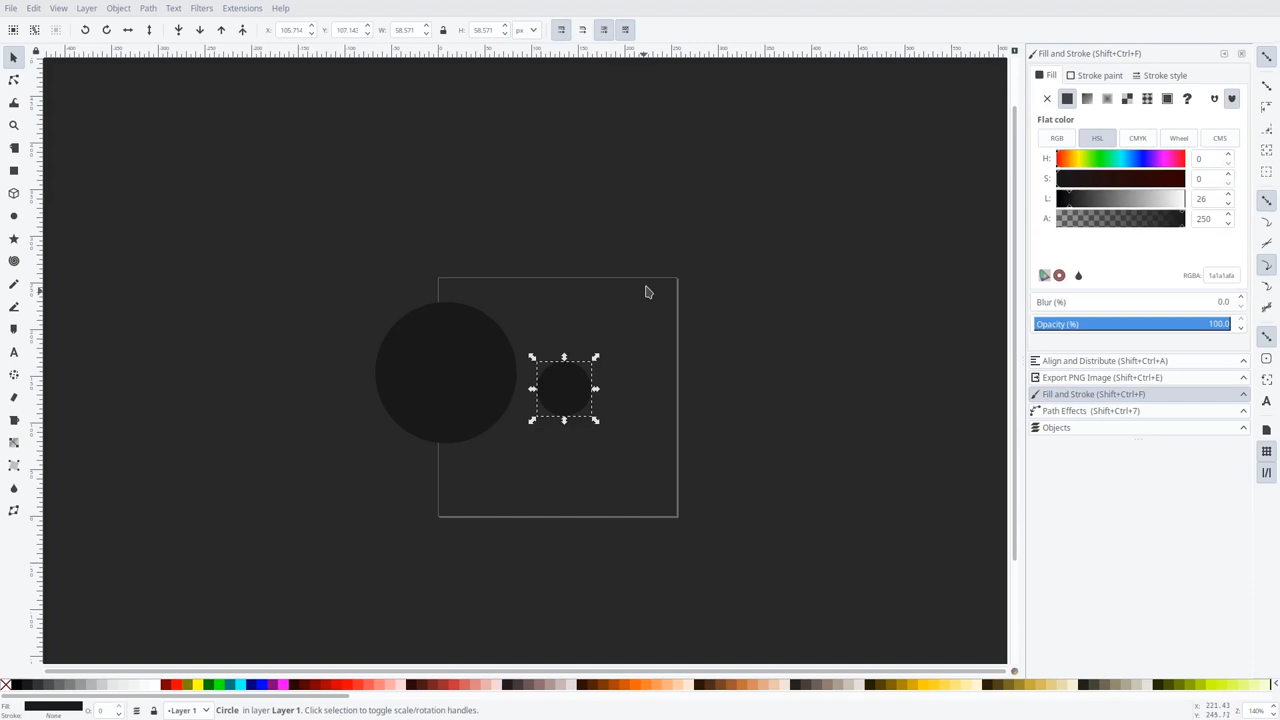 File Edit View Layer Object Path Text Filters Extensions Help
X: 105.714 Y: 107.143 W: 58.571 H: 58.571 px
Fill and Stroke (Shift+Ctrl+F)
Fill Stroke paint Stroke style
Flat color
RGB HSL CMYK Wheel CMS
H: 0
S: 0
L: 26
A: 250
RGBA: 1a1a1afa
Blur (%) 0.0
Opacity (%) 100.0
Align and Distribute (Shift+Ctrl+A)
Export PNG Image (Shift+Ctrl+E)
Fill and Stroke (Shift+Ctrl+F)
Path Effects (Shift+Ctrl+7)
Objects
Fill:
Stroke: None
O: 0
•Layer 1
Circle in layer Layer 1. Click selection to toggle scale/rotation handles.
X: 221.43
Y:
Z: 140%